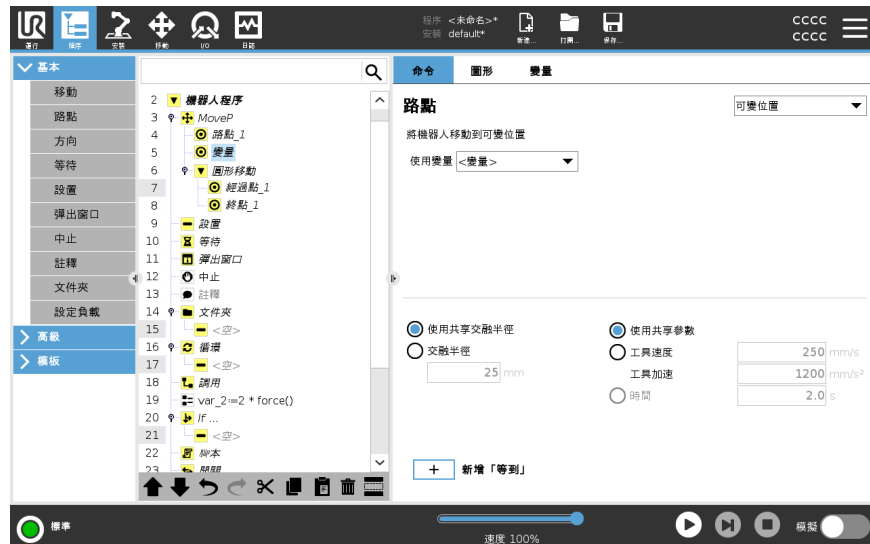 程序 <未命名>*
安裝 default*
運行
程序
安裝
移動
I/O
日誌
新建...
打開...
保存...
cccc
cccc
基本
移動
路點
方向
等待
設置
彈出窗口
中止
註釋
文件夾
設定負載
高級
模板
2 機器人程序
3 MoveP
4 路點_1
5 變量
6 圓形移動
7 經過點_1
8 終點_1
9 設置
10 等待
11 彈出窗口
12 中止
13 註釋
14 文件夾
15 <空>
16 循環
17 <空>
18 調用
19 var_2:=2 * force()
20 If ...
21 <空>
22 腳本
23 開關
命令 圖形 變量
路點
可變位置
將機器人移動到可變位置
使用變量 <變量>
使用共享交融半徑
交融半徑
25 mm
使用共享參數
工具速度 250 mm/s
工具加速 1200 mm/s²
時間 2.0 s
+ 新增「等到」
標準
速度 100%
模擬